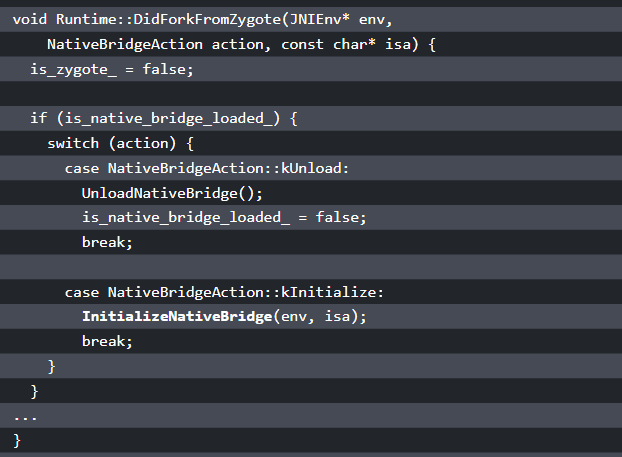 void Runtime::DidForkFromZygote(JNIEnv* env,
    NativeBridgeAction action, const char* isa) {
  is_zygote_ = false;

  if (is_native_bridge_loaded_) {
    switch (action) {
      case NativeBridgeAction::kUnload:
        UnloadNativeBridge();
        is_native_bridge_loaded_ = false;
        break;

      case NativeBridgeAction::kInitialize:
        InitializeNativeBridge(env, isa);
        break;
    }
  }
...
}